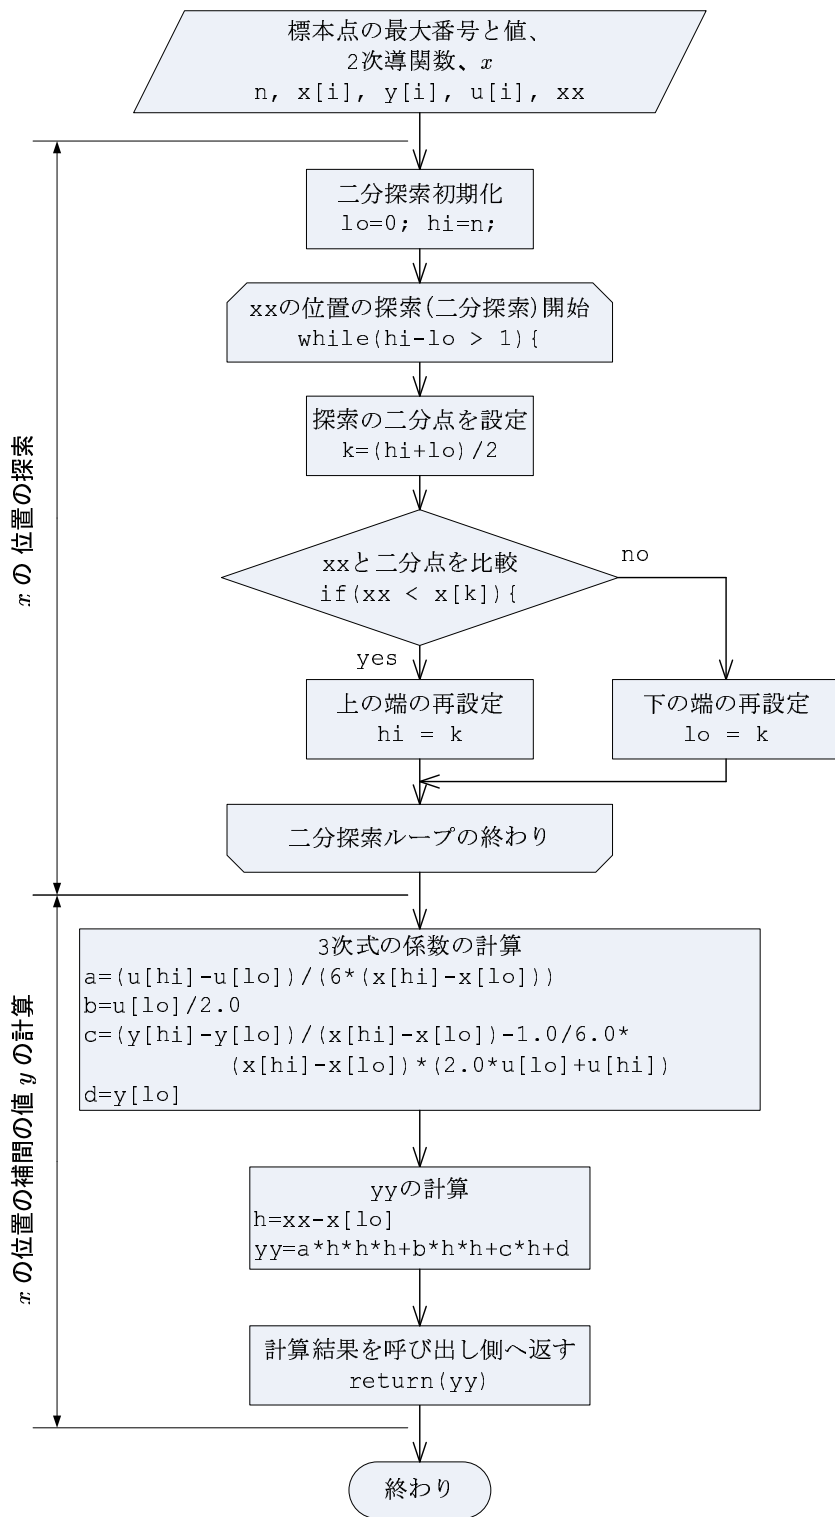 標本点の最大番号と値、
2次導関数、x
n, x[i], y[i], u[i], xx
二分探索初期化
lo=0; hi=n;
xxの位置の探索(二分探索)開始
while(hi-lo > 1){
探索の二分点を設定
k=(hi+lo)/2
xxと二分点を比較
if(xx < x[k]){
no
yes
上の端の再設定
hi = k
下の端の再設定
lo = k
二分探索ループの終わり
x の 位置の探索
3次式の係数の計算
a=(u[hi]-u[lo])/(6*(x[hi]-x[lo]))
b=u[lo]/2.0
c=(y[hi]-y[lo])/(x[hi]-x[lo])-1.0/6.0*
(x[hi]-x[lo])*(2.0*u[lo]+u[hi])
d=y[lo]
yyの計算
h=xx-x[lo]
yy=a*h*h*h+b*h*h+c*h+d
計算結果を呼び出し側へ返す
return(yy)
x の位置の補間の値 y の計算
終わり